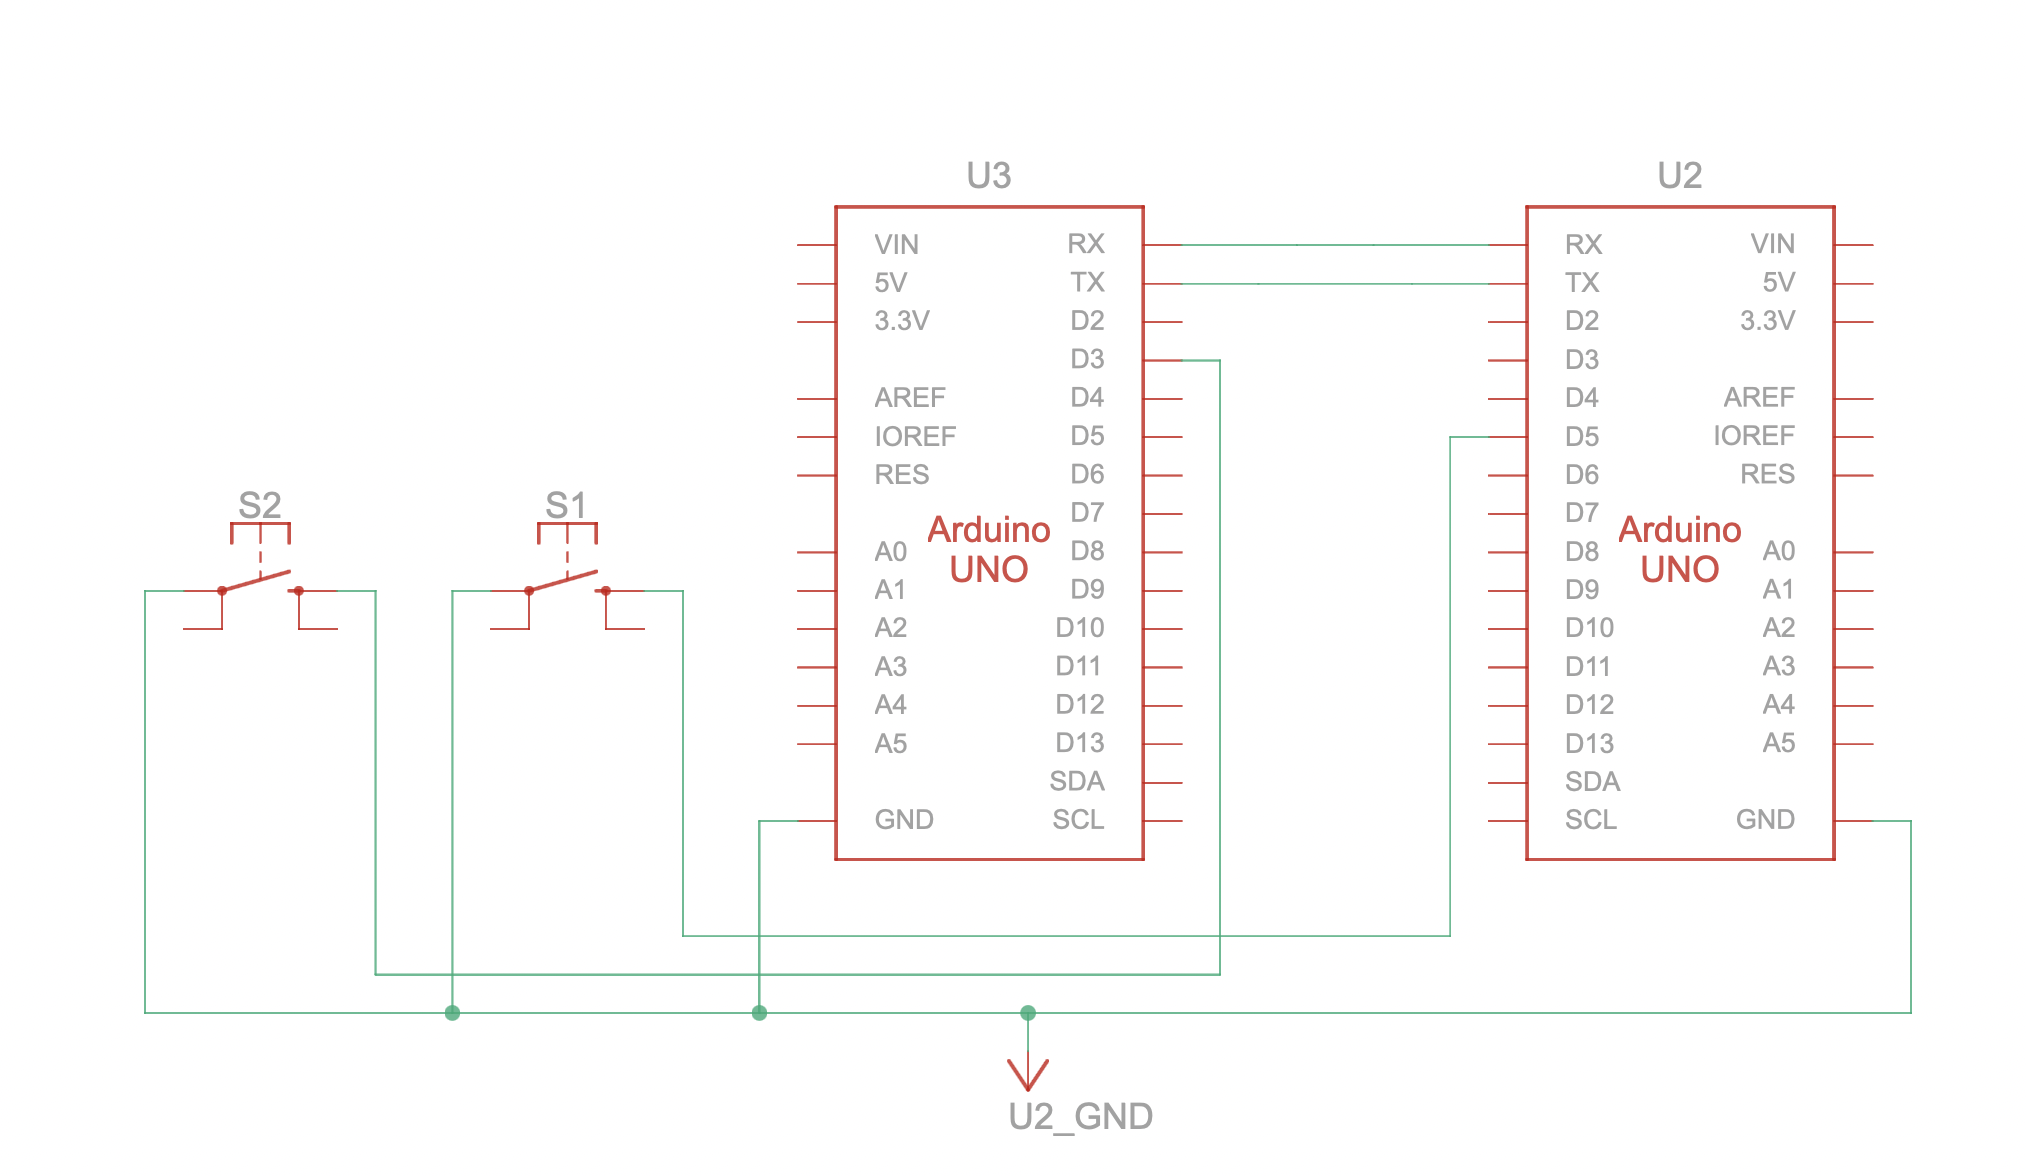 U3
U2
VIN RX
5V TX
3.3V D2
D3
AREF D4
IOREF D5
RES D6
D7
Arduino
UNO
A0 D8
A1 D9
A2 D10
A3 D11
A4 D12
A5 D13
SDA
GND SCL
RX VIN
TX 5V
D2 3.3V
D3
D4 AREF
D5 IOREF
D6 RES
D7
Arduino
UNO
D8 A0
D9 A1
D10 A2
D11 A3
D12 A4
D13 A5
SDA
SCL GND
S2
S1
U2_GND